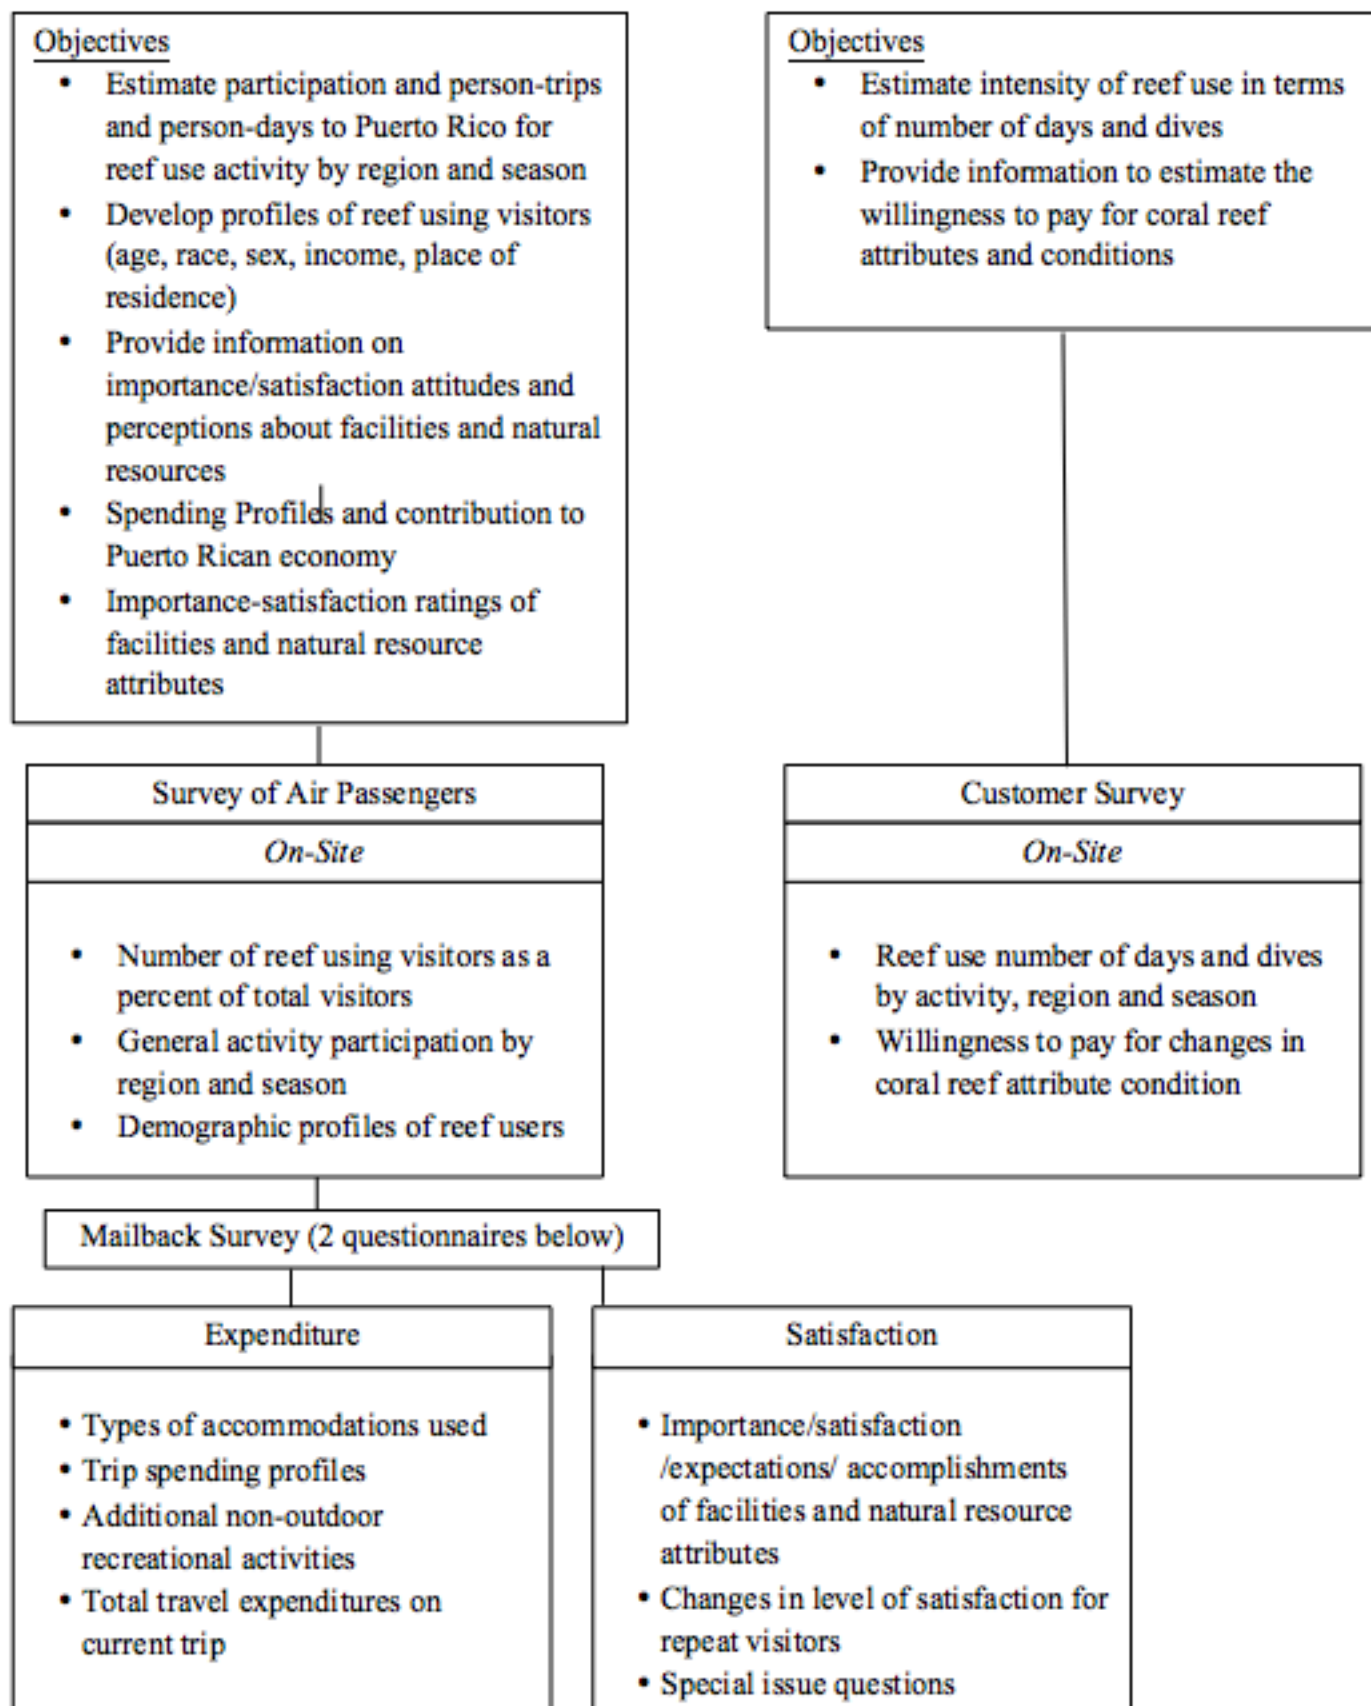 Objectives
• Estimate participation and person-trips
and person-days to Puerto Rico for
reef use activity by region and season
• Develop profiles of reef using visitors
(age, race, sex, income, place of
residence)
• Provide information on
importance/satisfaction attitudes and
perceptions about facilities and natural
resources
• Spending Profiles and contribution to
Puerto Rican economy
• Importance-satisfaction ratings of
facilities and natural resource
attributes
Objectives
• Estimate intensity of reef use in terms
of number of days and dives
• Provide information to estimate the
willingness to pay for coral reef
attributes and conditions
Survey of Air Passengers
On-Site
• Number of reef using visitors as a
percent of total visitors
• General activity participation by
region and season
• Demographic profiles of reef users
Customer Survey
On-Site
• Reef use number of days and dives
by activity, region and season
• Willingness to pay for changes in
coral reef attribute condition
Mailback Survey (2 questionnaires below)
Expenditure
• Types of accommodations used
• Trip spending profiles
• Additional non-outdoor
recreational activities
• Total travel expenditures on
current trip
Satisfaction
• Importance/satisfaction
/expectations/ accomplishments
of facilities and natural resource
attributes
• Changes in level of satisfaction for
repeat visitors
• Special issue questions